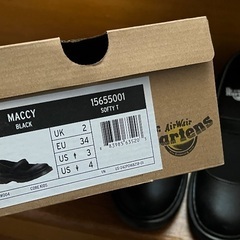 MACCY
BLACK
15655001
SOFTY T
UK 2
EU 34
US 3
US 4
AirWair
Dr.Martens